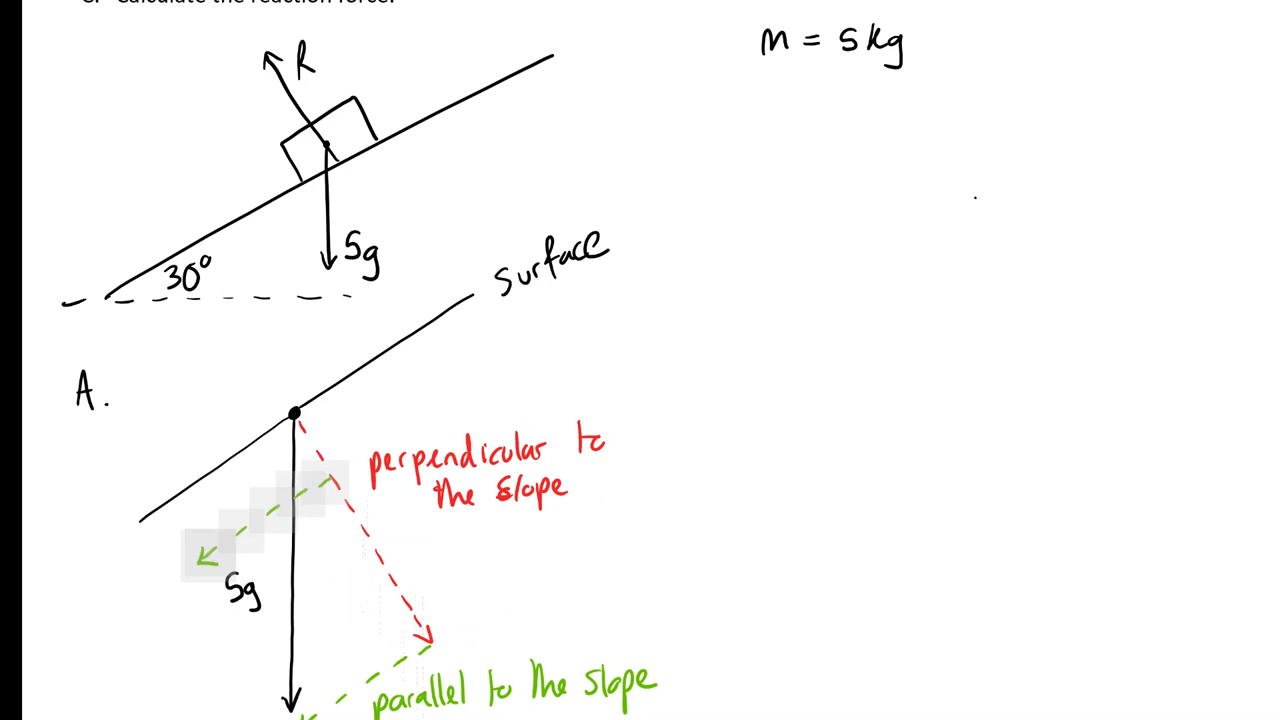 C. Calculate the reaction force.
m = 5kg
R
5g
30°
surface
A.
perpendicular to
the slope
5g
parallel to the slope